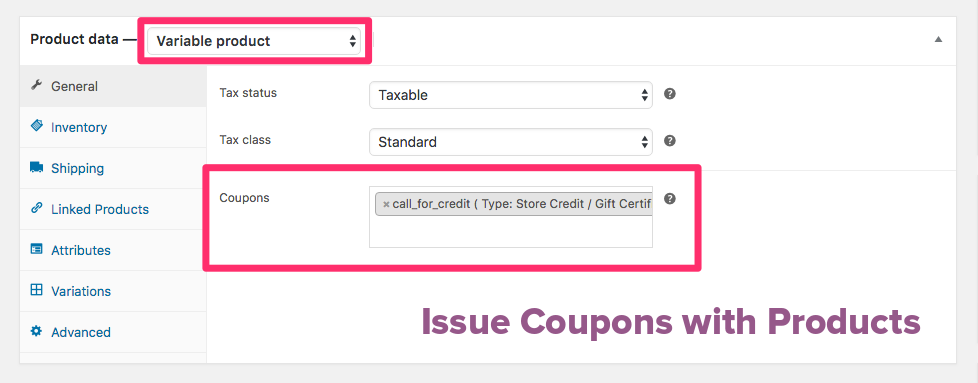 Product data — Variable product
General
Inventory
Shipping
Linked Products
Attributes
Variations
Advanced
Tax status Taxable ?
Tax class Standard ?
Coupons × call_for_credit ( Type: Store Credit / Gift Certif ?
Issue Coupons with Products